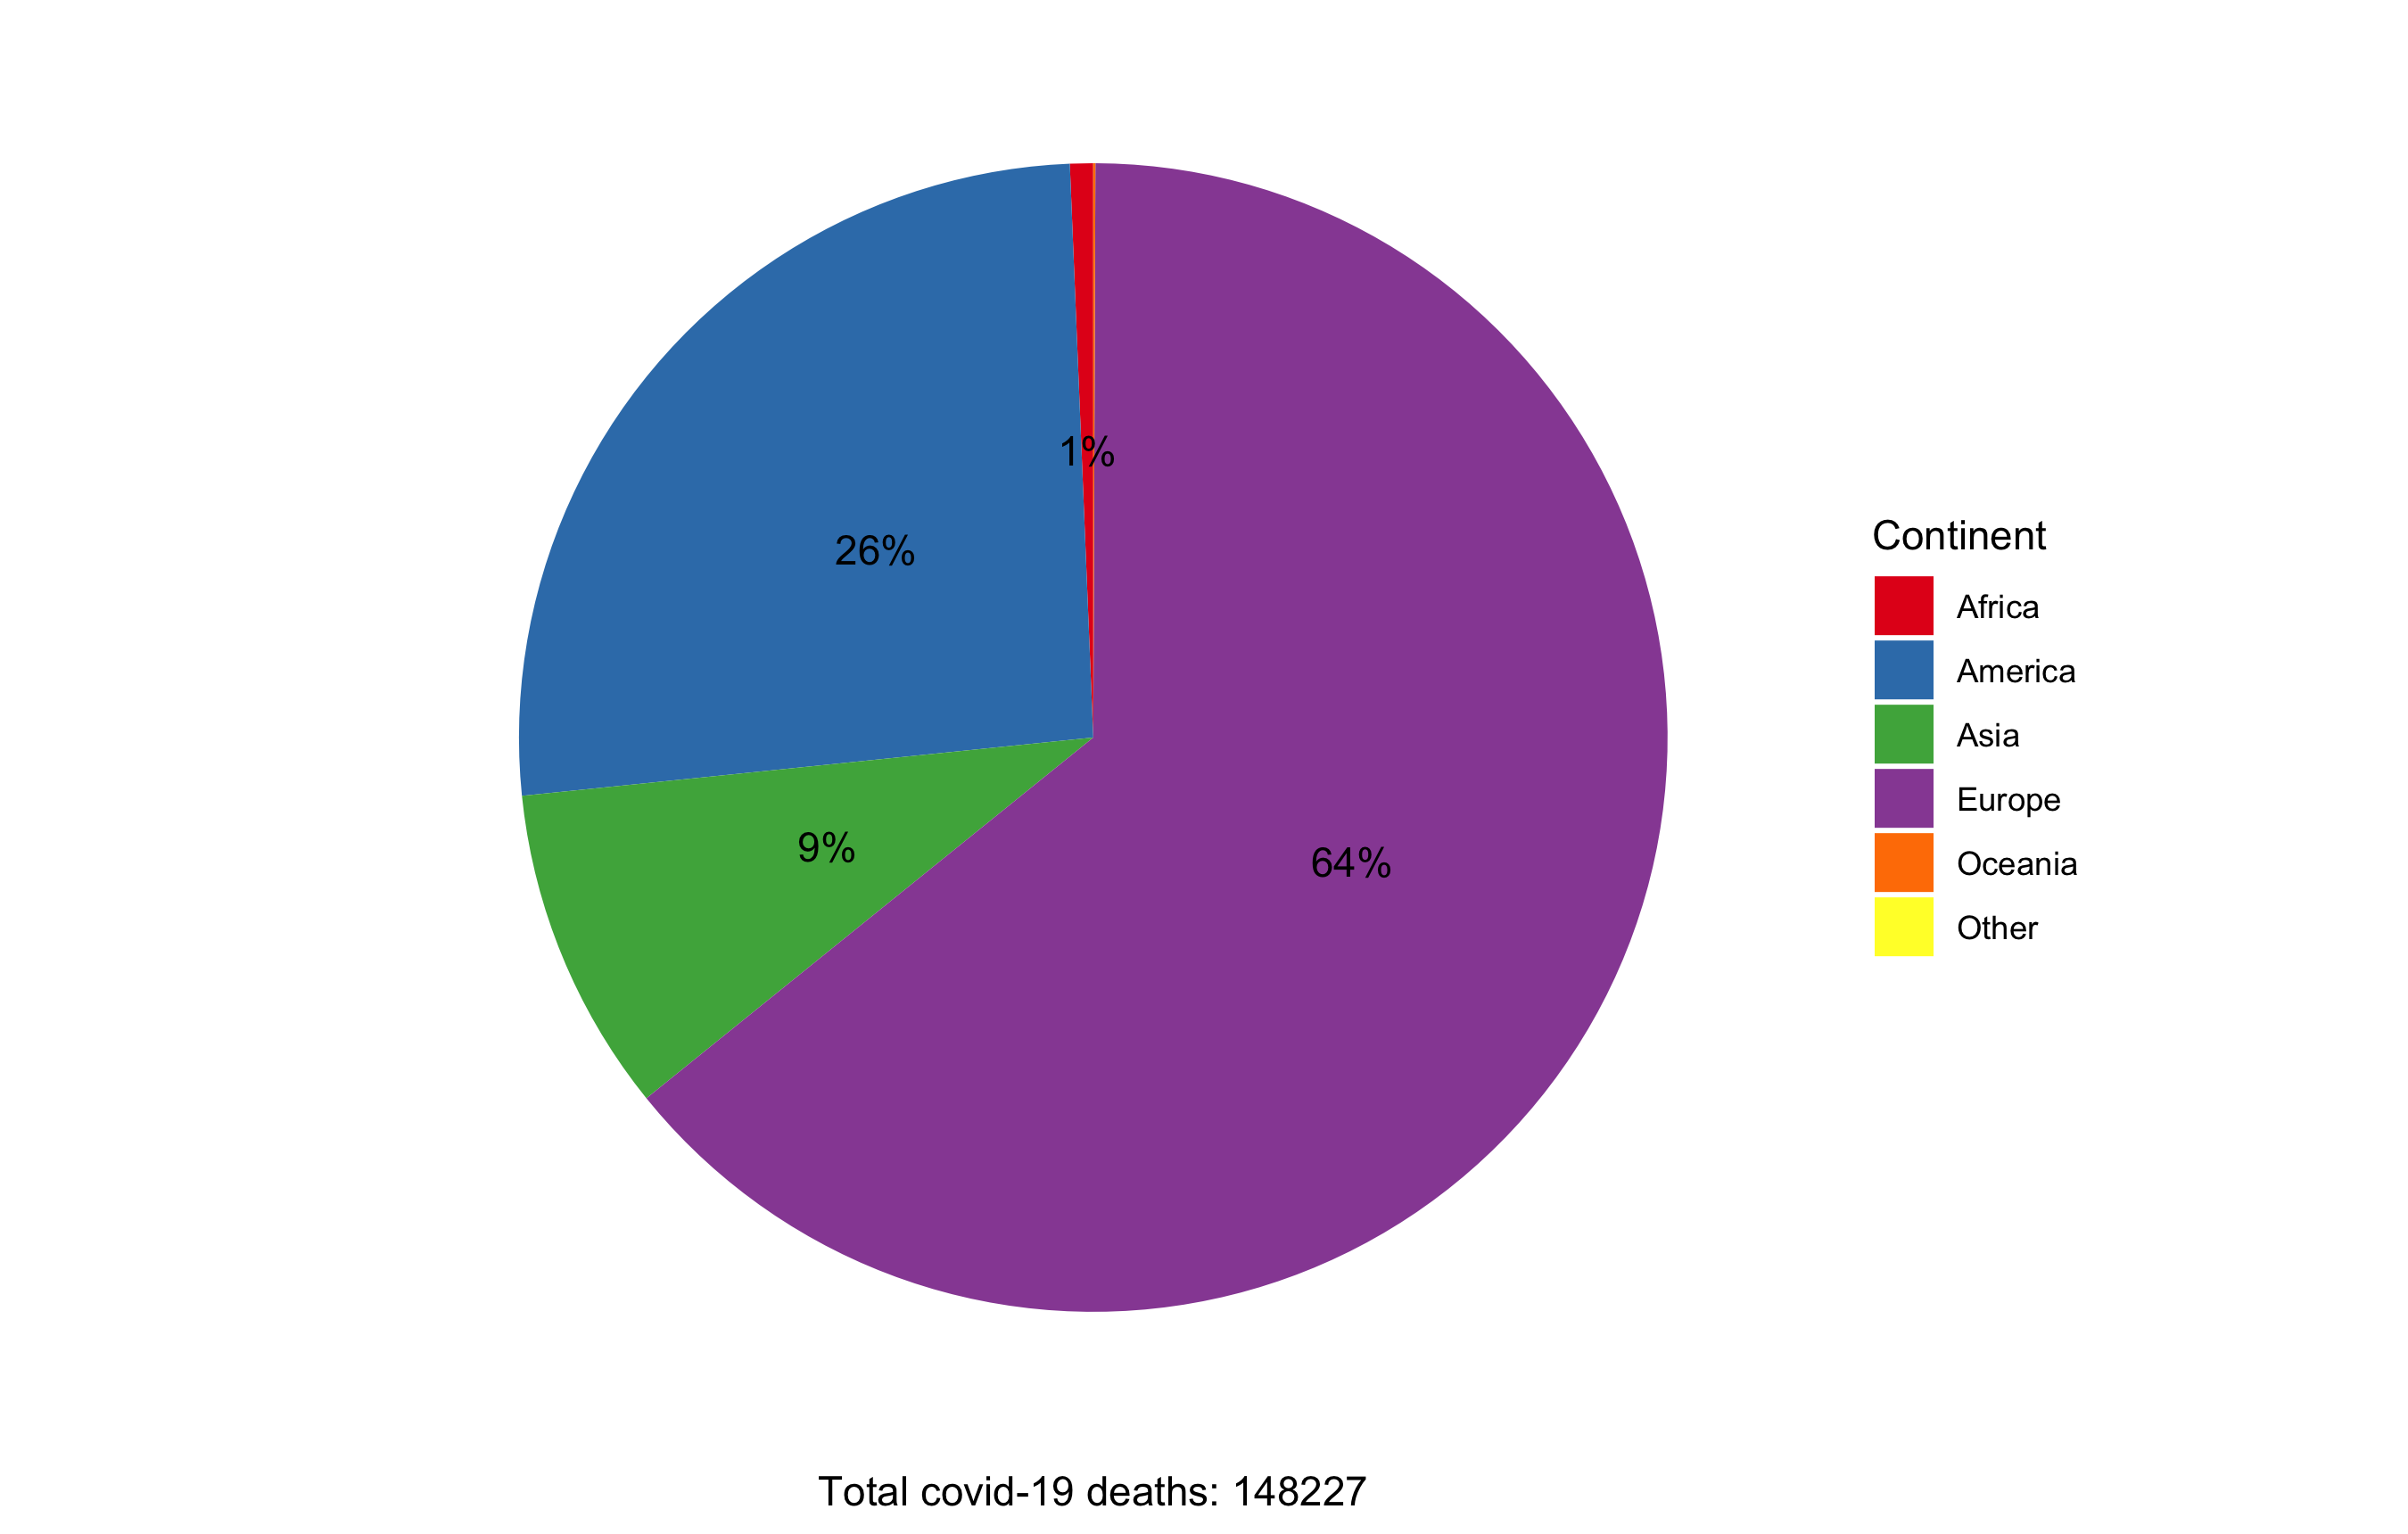 1%
26%
9%
64%
Continent
Africa
America
Asia
Europe
Oceania
Other
Total covid-19 deaths: 148227